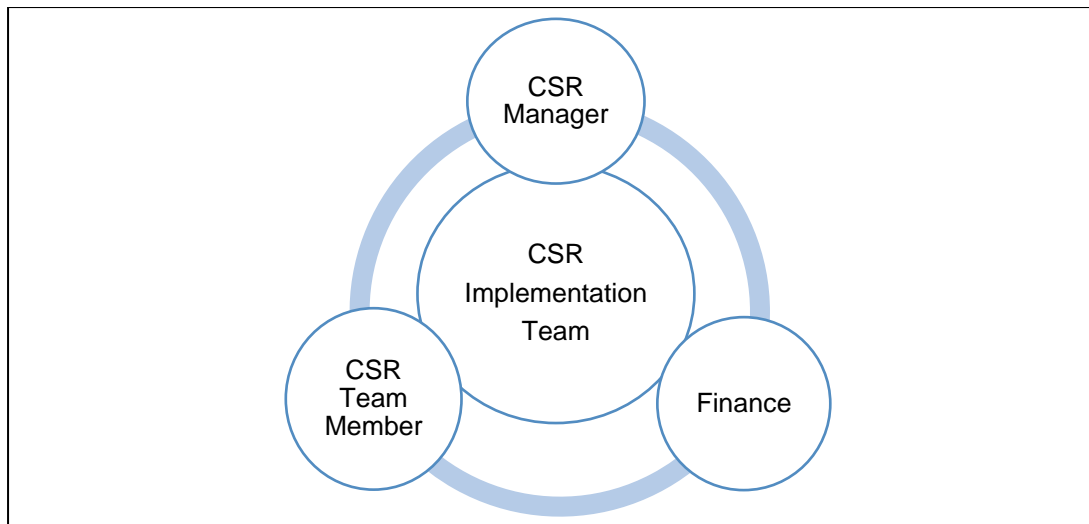 CSR
Manager
CSR
Implementation
Team
CSR
Team
Member
Finance